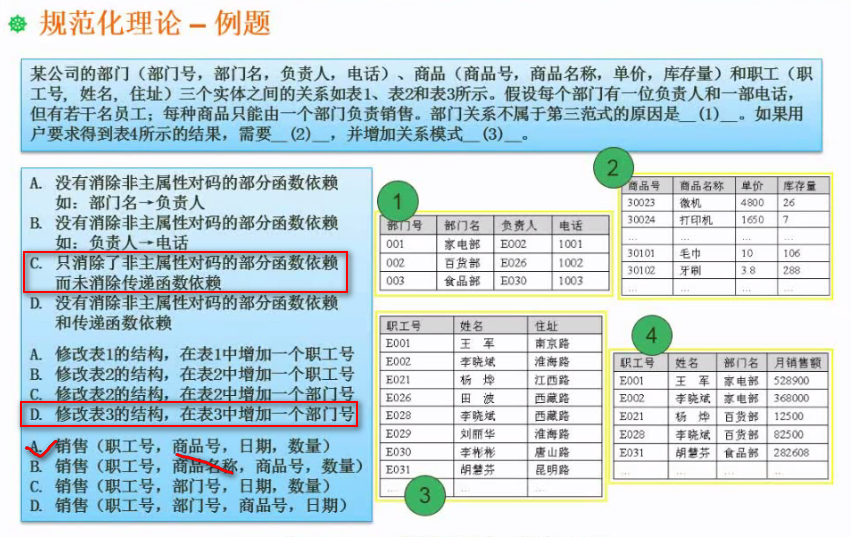 规范化理论 – 例题
某公司的部门（部门号，部门名，负责人，电话）、商品（商品号，商品名称，单价，库存量）和职工（职
工号，姓名，住址）三个实体之间的关系如表1、表2和表3所示。假设每个部门有一位负责人和一部电话，
但有若干名员工；每种商品只能由一个部门负责销售。部门关系不属于第三范式的原因是__(1)__。如果用
户要求得到表4所示的结果，需要__(2)__，并增加关系模式__(3)__。
A. 没有消除非主属性对码的部分函数依赖
如：部门名→负责人
B. 没有消除非主属性对码的部分函数依赖
如：负责人→电话
C. 只消除了非主属性对码的部分函数依赖
而未消除传递函数依赖
D. 没有消除非主属性对码的部分函数依赖
和传递函数依赖
A. 修改表1的结构，在表1中增加一个职工号
B. 修改表2的结构，在表2中增加一个职工号
C. 修改表2的结构，在表2中增加一个部门号
D. 修改表3的结构，在表3中增加一个部门号
A. 销售（职工号，商品号，日期，数量）
B. 销售（职工号，商品名称，商品号，数量）
C. 销售（职工号，部门号，日期，数量）
D. 销售（职工号，部门号，商品号，日期）
1
部门号 部门名 负责人 电话
001 家电部 E002 1001
002 百货部 E026 1002
003 食品部 E030 1003
2
商品号 商品名称 单价 库存量
30023 微机 4800 26
30024 打印机 1650 7
... ... ... ...
30101 毛巾 10 106
30102 牙刷 3.8 288
... ... ... ...
职工号 姓名 住址
E001 王 军 南京路
E002 李晓斌 淮海路
E021 杨 烨 江西路
E026 田 波 西藏路
E028 李晓斌 西藏路
E029 刘丽华 淮海路
E030 李彬彬 唐山路
E031 胡慧芬 昆明路
... ... ...
3
4
职工号 姓名 部门名 月销售额
E001 王 军 家电部 528900
E002 李晓斌 家电部 368000
E021 杨 烨 百货部 12500
E028 李晓斌 百货部 82500
E031 胡慧芬 食品部 282608
... ... ... ...